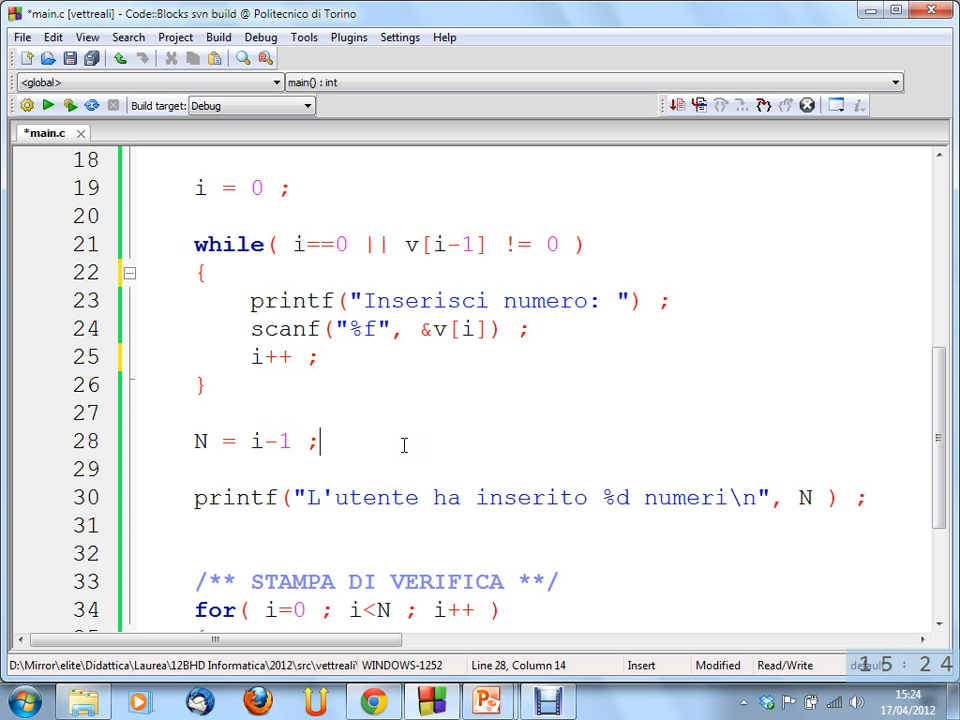 *main.c [vettreali] - Code::Blocks svn build @ Politecnico di Torino
File Edit View Search Project Build Debug Tools Plugins Settings Help
<global> main() : int
Build target: Debug
*main.c
18
19 i = 0 ;
20
21 while( i==0 || v[i-1] != 0 )
22 {
23 printf("Inserisci numero: ") ;
24 scanf("%f", &v[i]) ;
25 i++ ;
26 }
27
28 N = i-1 ;
29
30 printf("L'utente ha inserito %d numeri\n", N ) ;
31
32
33 /** STAMPA DI VERIFICA **/
34 for( i=0 ; i<N ; i++ )
D:\Mirror\elite\Didattica\Laurea\12BHD Informatica\2012\src\vettreali\ WINDOWS-1252 Line 28, Column 14 Insert Modified Read/Write default
15:24
15:24
17/04/2012